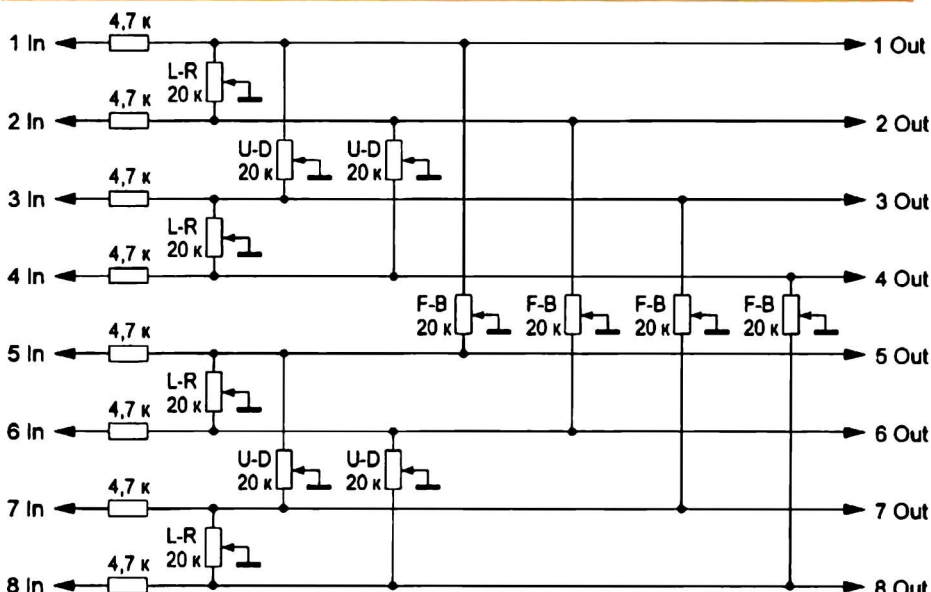 4,7 к
1 In
1 Out
L-R
20 к
4,7 к
2 In
2 Out
U-D
20 к
U-D
20 к
4,7 к
3 In
3 Out
L-R
20 к
4,7 к
4 In
4 Out
F-B
20 к
F-B
20 к
F-B
20 к
F-B
20 к
4,7 к
5 In
5 Out
L-R
20 к
4,7 к
6 In
6 Out
U-D
20 к
U-D
20 к
4,7 к
7 In
7 Out
L-R
20 к
4,7 к
8 In
8 Out